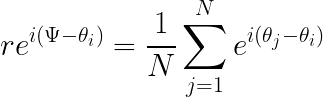 $re^{i(\Psi-\theta_i)} = \frac{1}{N} \sum_{j=1}^{N} e^{i(\theta_j-\theta_i)}$